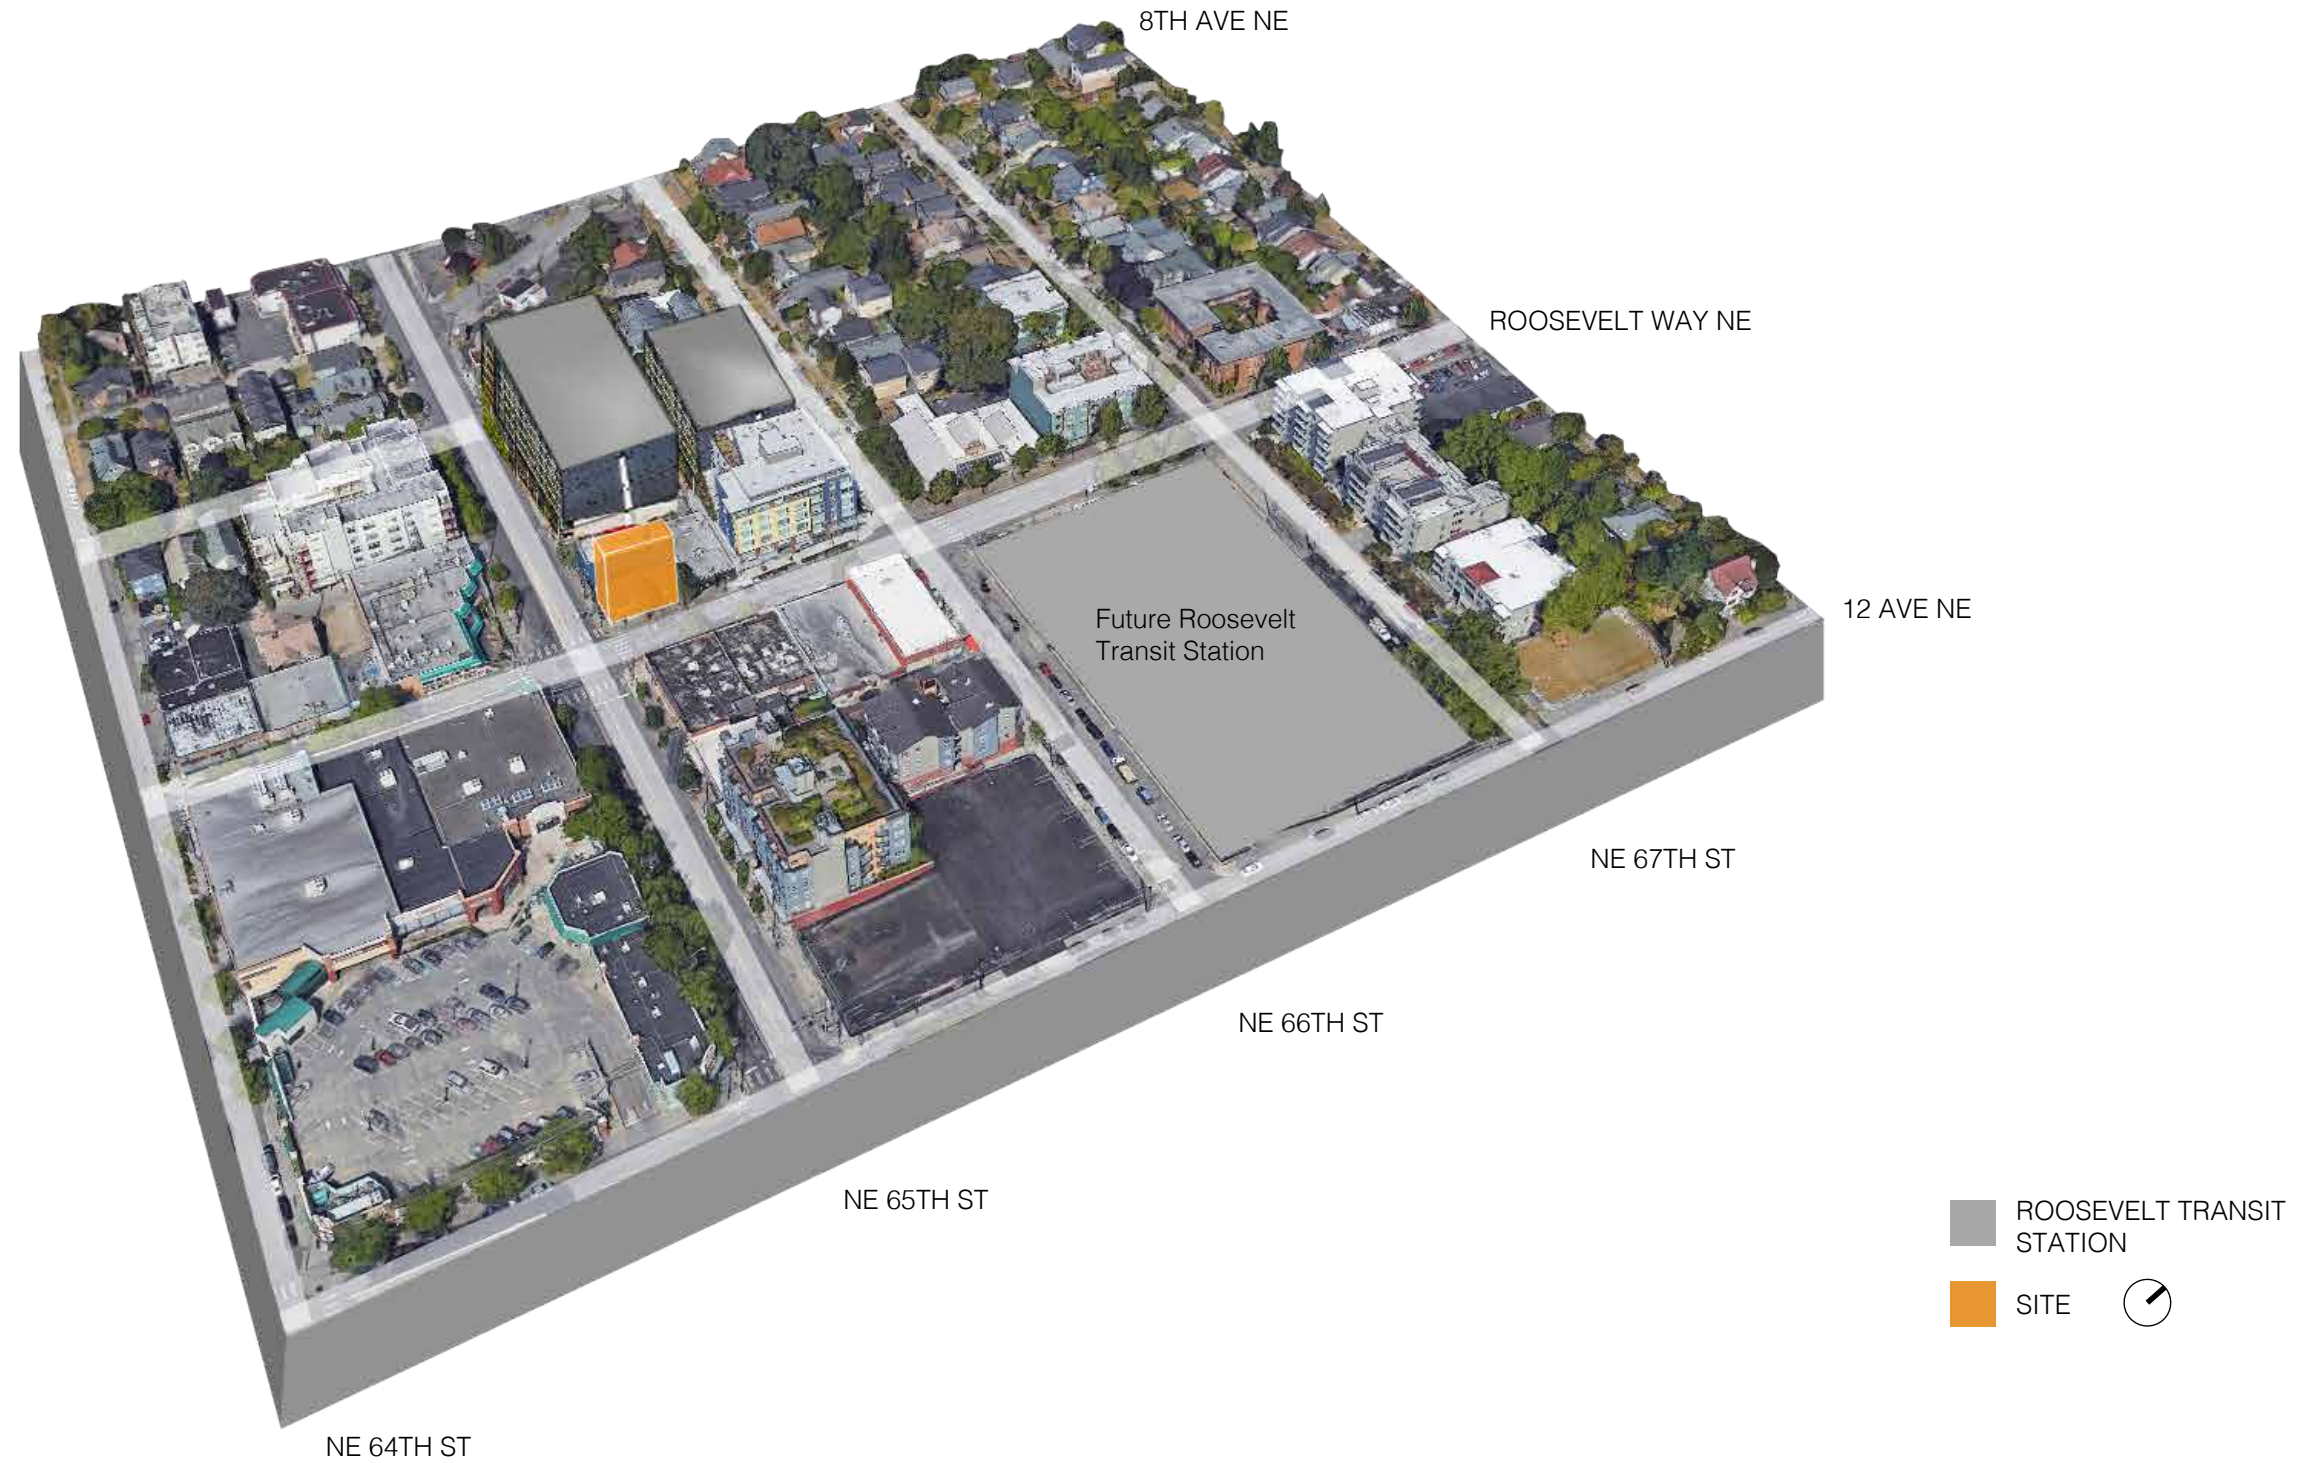 8TH AVE NE
ROOSEVELT WAY NE
12 AVE NE
Future Roosevelt
Transit Station
NE 67TH ST
NE 66TH ST
NE 65TH ST
NE 64TH ST
ROOSEVELT TRANSIT
STATION
SITE